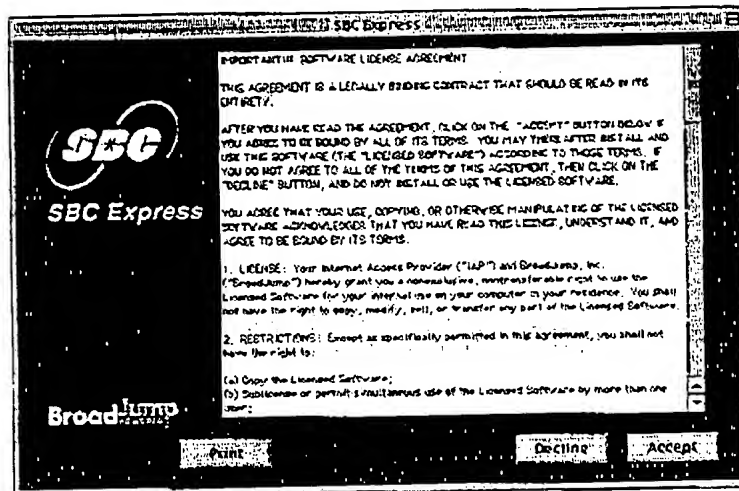 SBC Express
IMPORTANT!!! SOFTWARE LICENSE AGREEMENT
THIS AGREEMENT IS A LEGALLY BINDING CONTRACT THAT SHOULD BE READ IN ITS
ENTIRETY.
AFTER YOU HAVE READ THE AGREEMENT, CLICK ON THE "ACCEPT" BUTTON BELOW IF
YOU AGREE TO BE BOUND BY ALL OF ITS TERMS. YOU MAY THEREAFTER INSTALL AND
USE THIS SOFTWARE (THE "LICENSED SOFTWARE") ACCORDING TO THOSE TERMS. IF
YOU DO NOT AGREE TO ALL OF THE TERMS OF THIS AGREEMENT, THEN CLICK ON THE
"DECLINE" BUTTON, AND DO NOT INSTALL OR USE THE LICENSED SOFTWARE.
YOU AGREE THAT YOUR USE, COPYING, OR OTHERWISE MANIPULATING OF THE LICENSED
SOFTWARE ACKNOWLEDGES THAT YOU HAVE READ THIS LICENSE, UNDERSTAND IT, AND
AGREE TO BE BOUND BY ITS TERMS.
1. LICENSE: Your Internet Access Provider ("IAP") and BroadJump, Inc.
("BroadJump") hereby grant you a nonexclusive, nontransferable right to use the
Licensed Software for your internal use on your computer in your residence. You shall
not have the right to copy, modify, sell, or transfer any part of the Licensed Software.
2. RESTRICTIONS: Except as specifically permitted in this agreement, you shall not
have the right to:
(a) Copy the Licensed Software;
(b) Sublicense or permit simultaneous use of the Licensed Software by more than one
user;
SBC
SBC Express
BroadJump
Print
Decline
Accept